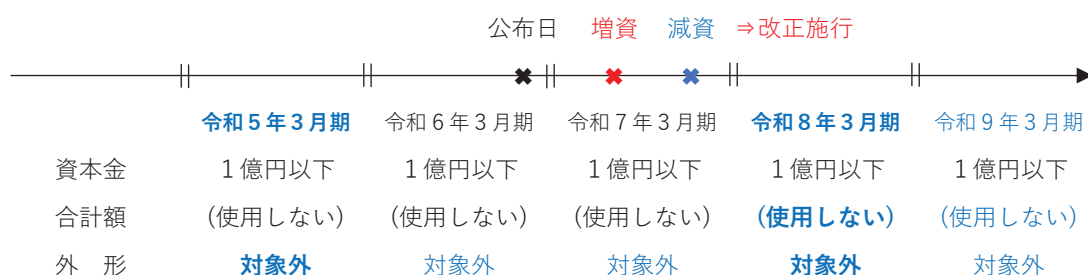 公布日 増資 減資 ⇒改正施行
令和5年3月期 令和6年3月期 令和7年3月期 令和8年3月期 令和9年3月期
資本金 1億円以下 1億円以下 1億円以下 1億円以下 1億円以下
合計額 (使用しない) (使用しない) (使用しない) (使用しない) (使用しない)
外 形 対象外 対象外 対象外 対象外 対象外